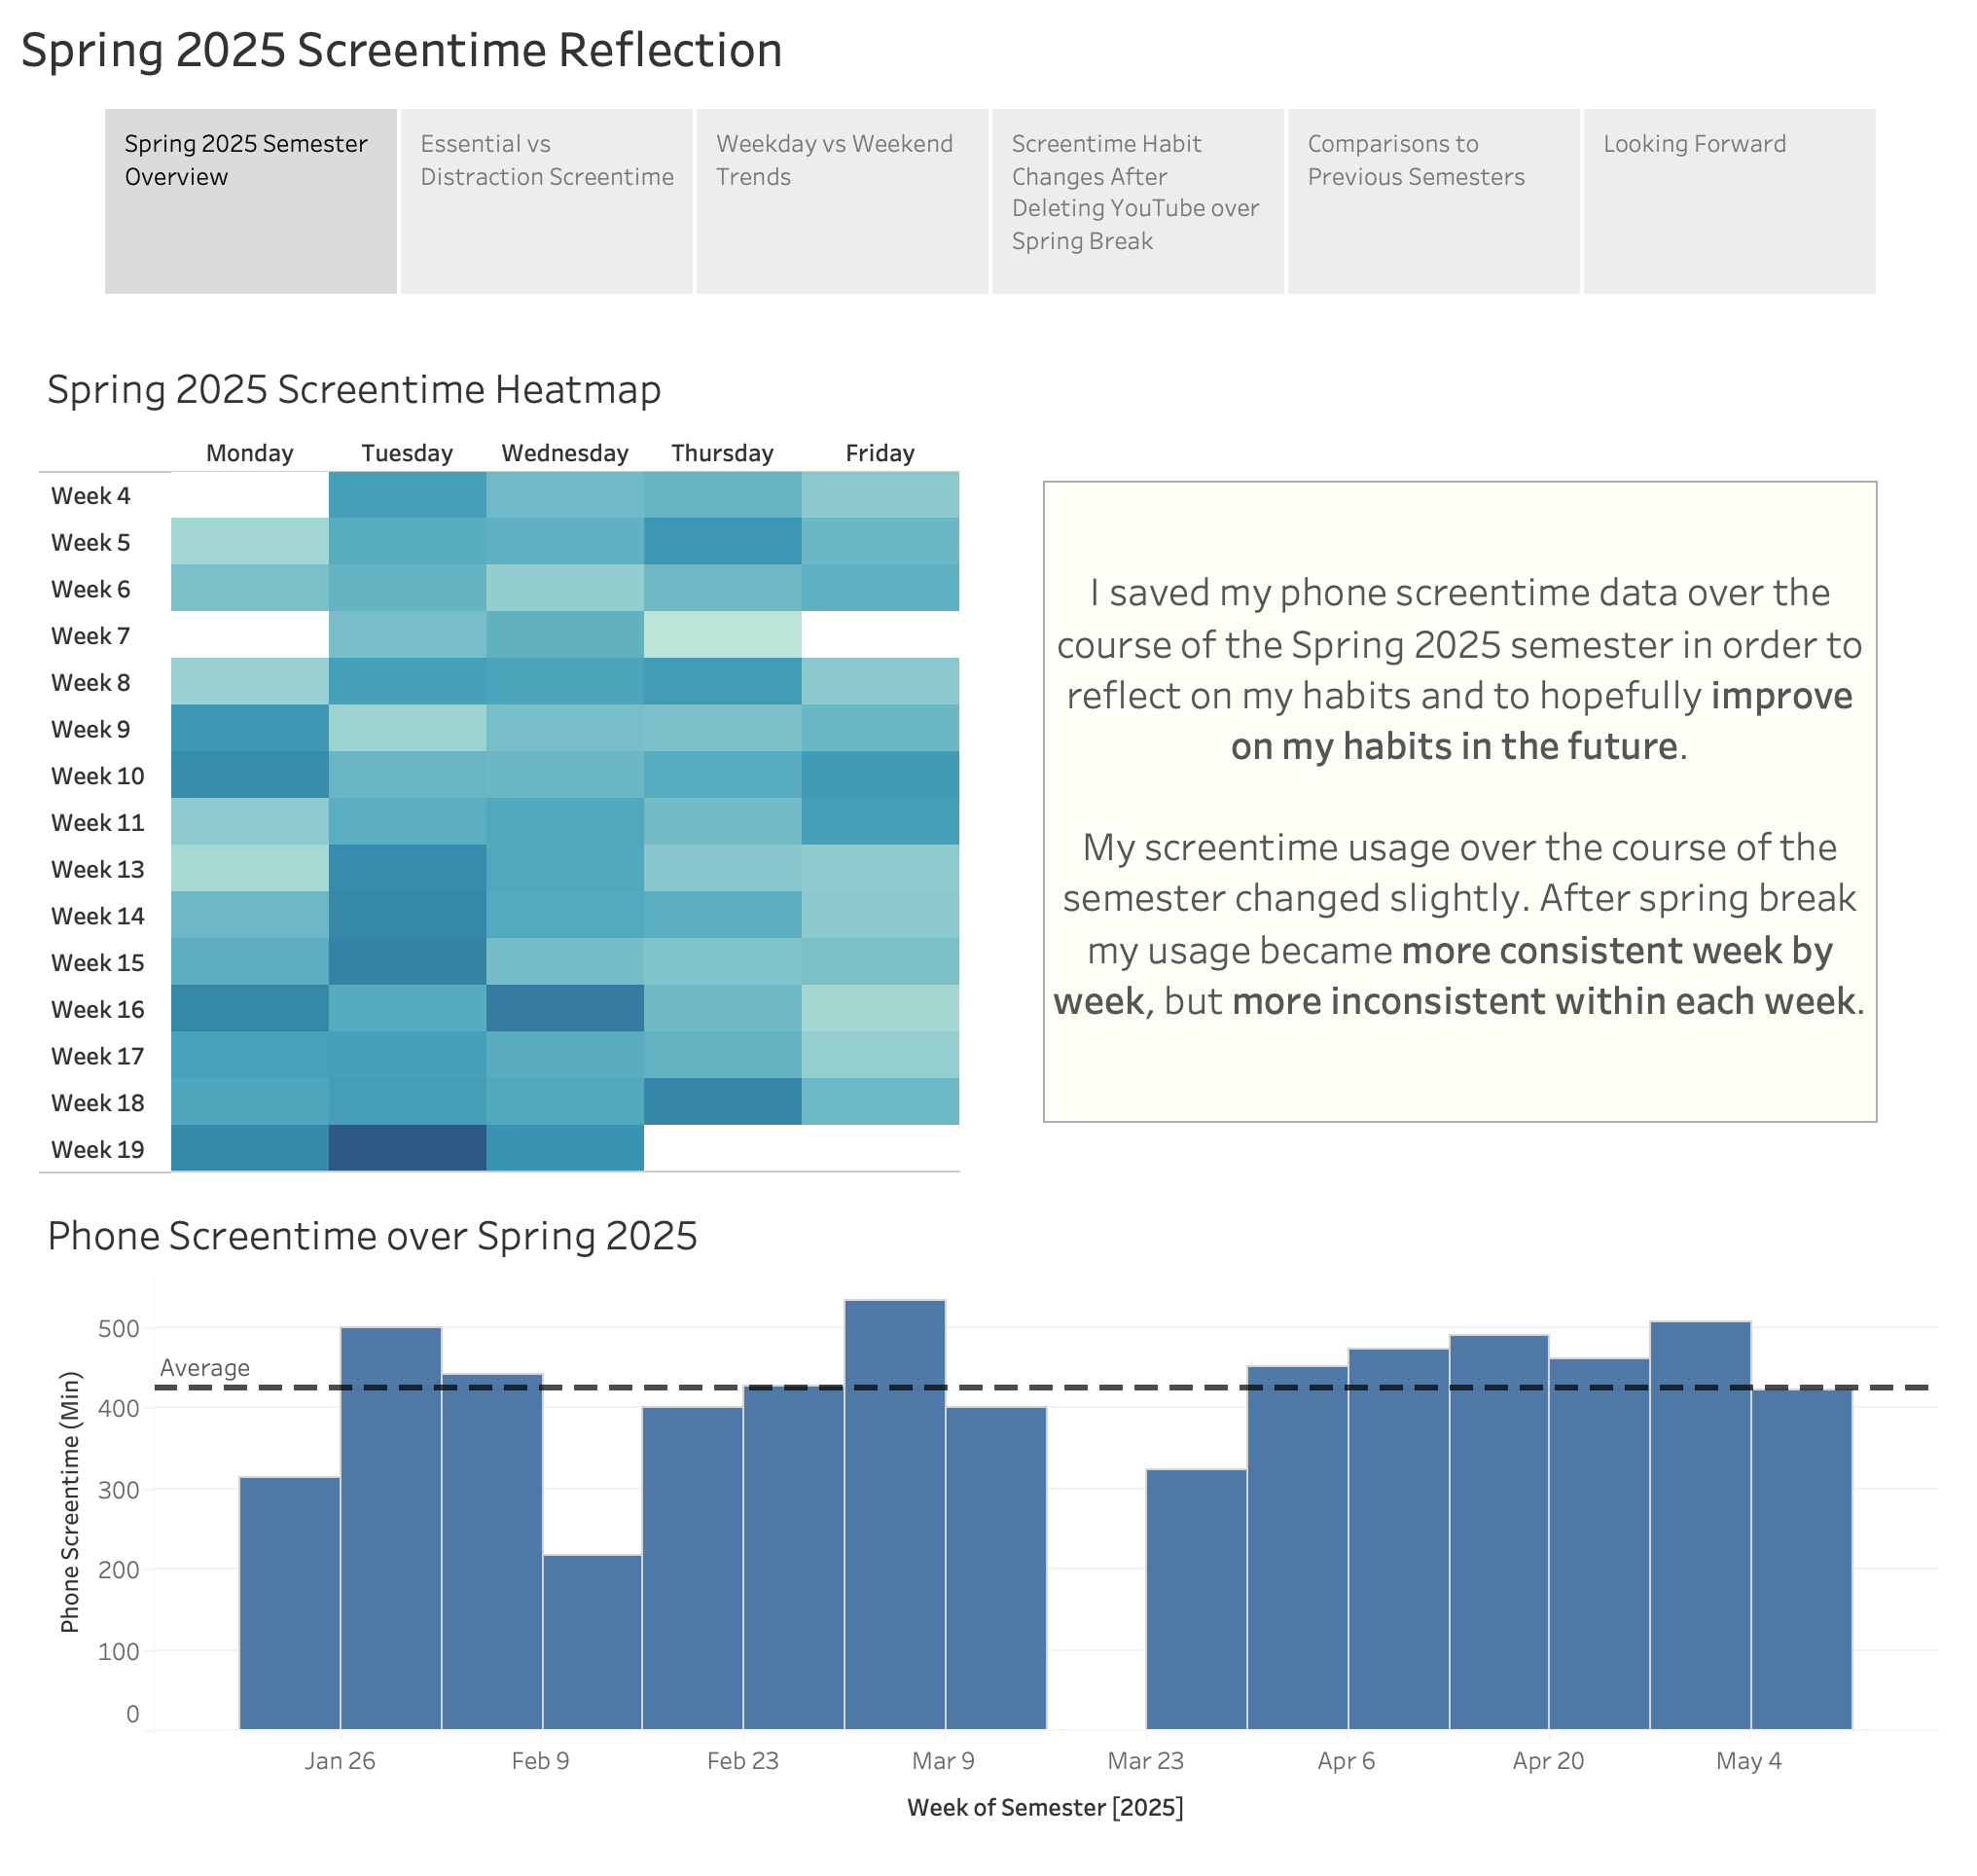 Spring 2025 Screentime Reflection
Spring 2025 Semester
Overview
Essential vs
Distraction Screentime
Weekday vs Weekend
Trends
Screentime Habit
Changes After
Deleting YouTube over
Spring Break
Comparisons to
Previous Semesters
Looking Forward
Spring 2025 Screentime Heatmap
Monday Tuesday Wednesday Thursday Friday
Week 4
Week 5
Week 6
Week 7
Week 8
Week 9
Week 10
Week 11
Week 13
Week 14
Week 15
Week 16
Week 17
Week 18
Week 19
I saved my phone screentime data over the
course of the Spring 2025 semester in order to
reflect on my habits and to hopefully improve
on my habits in the future.
My screentime usage over the course of the
semester changed slightly. After spring break
my usage became more consistent week by
week, but more inconsistent within each week.
Phone Screentime over Spring 2025
Phone Screentime (Min)
500
400
300
200
100
0
Average
Jan 26 Feb 9 Feb 23 Mar 9 Mar 23 Apr 6 Apr 20 May 4
Week of Semester [2025]